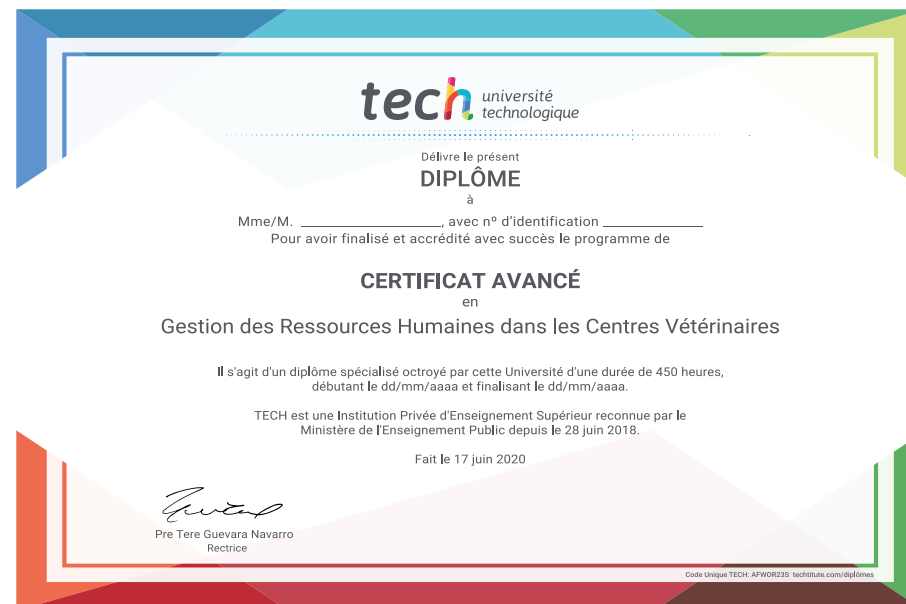 tech université
technologique
Délivre le présent
DIPLÔME
à
Mme/M. ____________________, avec nº d'identification ______________
Pour avoir finalisé et accrédité avec succès le programme de
CERTIFICAT AVANCÉ
en
Gestion des Ressources Humaines dans les Centres Vétérinaires
Il s'agit d'un diplôme spécialisé octroyé par cette Université d'une durée de 450 heures,
débutant le dd/mm/aaaa et finalisant le dd/mm/aaaa.
TECH est une Institution Privée d'Enseignement Supérieur reconnue par le
Ministère de l'Enseignement Public depuis le 28 juin 2018.
Fait le 17 juin 2020
Pre Tere Guevara Navarro
Rectrice
Code Unique TECH: AFWOR23S techtitute.com/diplômes